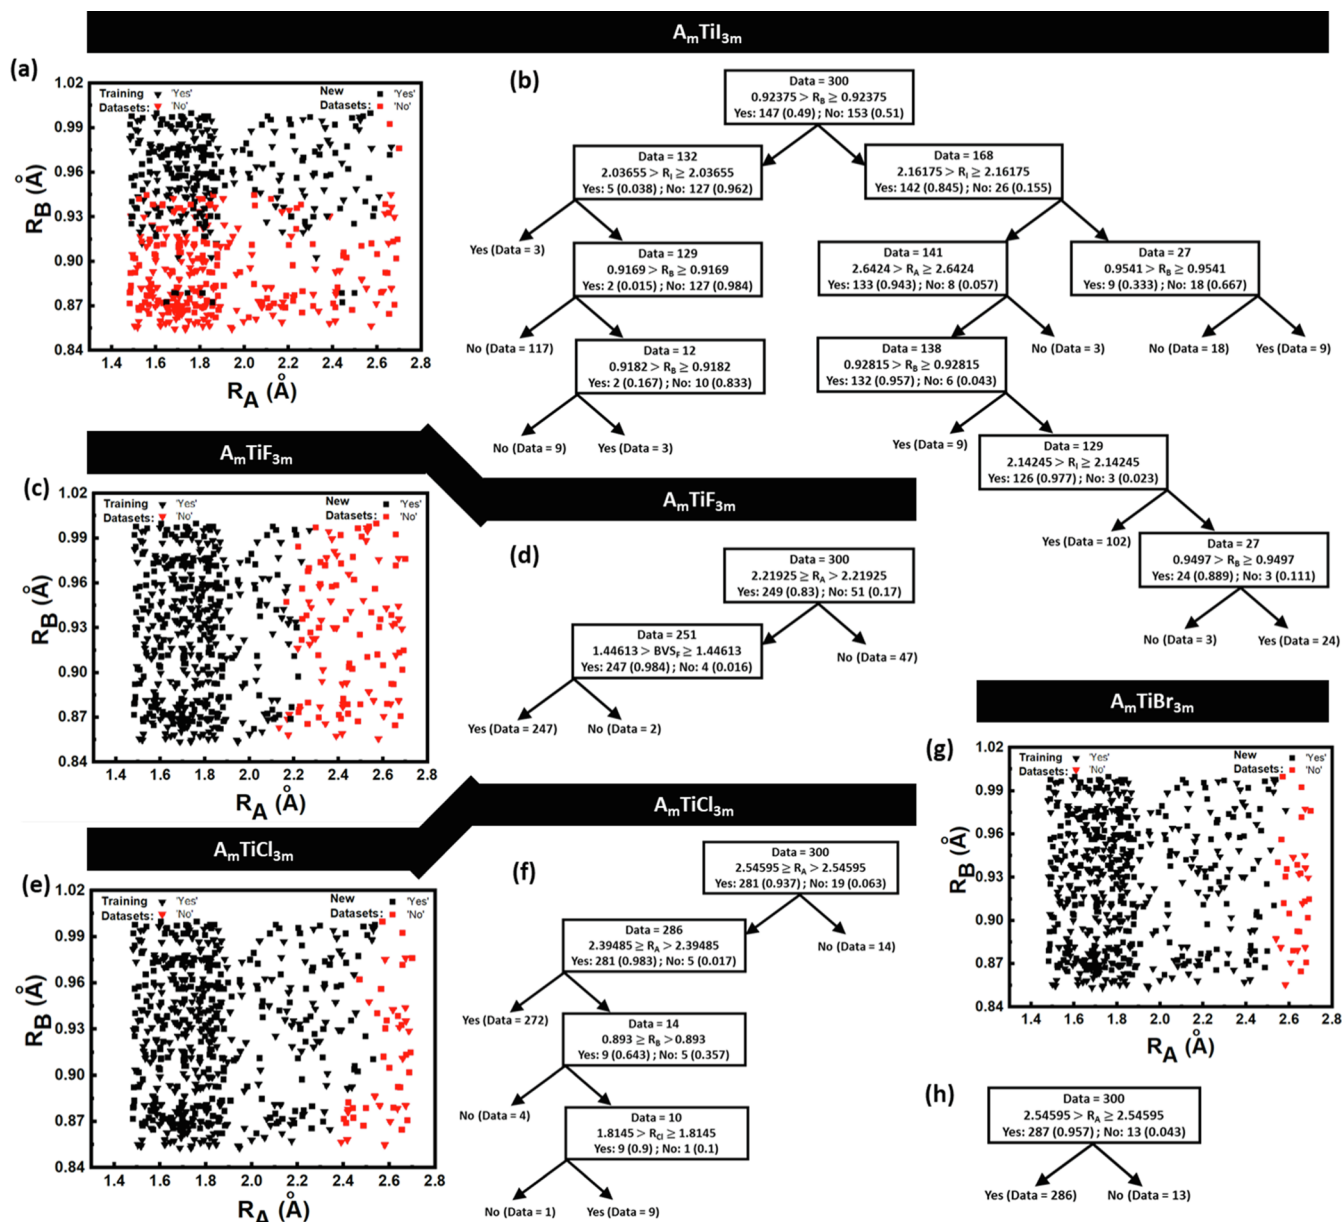 AmTiI3m
(a)
1.02
0.99
0.96
0.93
0.90
0.87
0.84
RB (Å)
Training Datasets: 'Yes' 'No'
New Datasets: 'Yes' 'No'
1.4 1.6 1.8 2.0 2.2 2.4 2.6 2.8
RA (Å)
(b)
Data = 300
0.92375 > RB ≥ 0.92375
Yes: 147 (0.49) ; No: 153 (0.51)
Data = 132
2.03655 > RI ≥ 2.03655
Yes: 5 (0.038) ; No: 127 (0.962)
Data = 168
2.16175 > RI ≥ 2.16175
Yes: 142 (0.845) ; No: 26 (0.155)
Yes (Data = 3)
Data = 129
0.9169 > RB ≥ 0.9169
Yes: 2 (0.015) ; No: 127 (0.984)
Data = 141
2.6424 > RA ≥ 2.6424
Yes: 133 (0.943) ; No: 8 (0.057)
Data = 27
0.9541 > RB ≥ 0.9541
Yes: 9 (0.333) ; No: 18 (0.667)
No (Data = 117)
Data = 12
0.9182 > RB ≥ 0.9182
Yes: 2 (0.167) ; No: 10 (0.833)
Data = 138
0.92815 > RB ≥ 0.92815
Yes: 132 (0.957) ; No: 6 (0.043)
No (Data = 3)
No (Data = 18)
Yes (Data = 9)
No (Data = 9)
Yes (Data = 3)
Yes (Data = 9)
Data = 129
2.14245 > RI ≥ 2.14245
Yes: 126 (0.977) ; No: 3 (0.023)
Yes (Data = 102)
Data = 27
0.9497 > RB ≥ 0.9497
Yes: 24 (0.889) ; No: 3 (0.111)
No (Data = 3)
Yes (Data = 24)
AmTiF3m
AmTiF3m
(c)
1.02
0.99
0.96
0.93
0.90
0.87
0.84
RB (Å)
Training Datasets: 'Yes' 'No'
New Datasets: 'Yes' 'No'
1.4 1.6 1.8 2.0 2.2 2.4 2.6 2.8
RA (Å)
(d)
Data = 300
2.21925 ≥ RA > 2.21925
Yes: 249 (0.83) ; No: 51 (0.17)
Data = 251
1.44613 > BVSF ≥ 1.44613
Yes: 247 (0.984) ; No: 4 (0.016)
No (Data = 47)
Yes (Data = 247)
No (Data = 2)
AmTiCl3m
AmTiCl3m
(e)
1.02
0.99
0.96
0.93
0.90
0.87
0.84
RB (Å)
Training Datasets: 'Yes' 'No'
New Datasets: 'Yes' 'No'
1.4 1.6 1.8 2.0 2.2 2.4 2.6 2.8
RA (Å)
(f)
Data = 300
2.54595 ≥ RA > 2.54595
Yes: 281 (0.937) ; No: 19 (0.063)
Data = 286
2.39485 ≥ RA > 2.39485
Yes: 281 (0.983) ; No: 5 (0.017)
No (Data = 14)
Yes (Data = 272)
Data = 14
0.893 ≥ RB > 0.893
Yes: 9 (0.643) ; No: 5 (0.357)
No (Data = 4)
Data = 10
1.8145 > RCl ≥ 1.8145
Yes: 9 (0.9) ; No: 1 (0.1)
No (Data = 1)
Yes (Data = 9)
AmTiBr3m
(g)
1.02
0.99
0.96
0.93
0.90
0.87
0.84
RB (Å)
Training Datasets: 'Yes' 'No'
New Datasets: 'Yes' 'No'
1.4 1.6 1.8 2.0 2.2 2.4 2.6 2.8
RA (Å)
(h)
Data = 300
2.54595 > RA ≥ 2.54595
Yes: 287 (0.957) ; No: 13 (0.043)
Yes (Data = 286)
No (Data = 13)